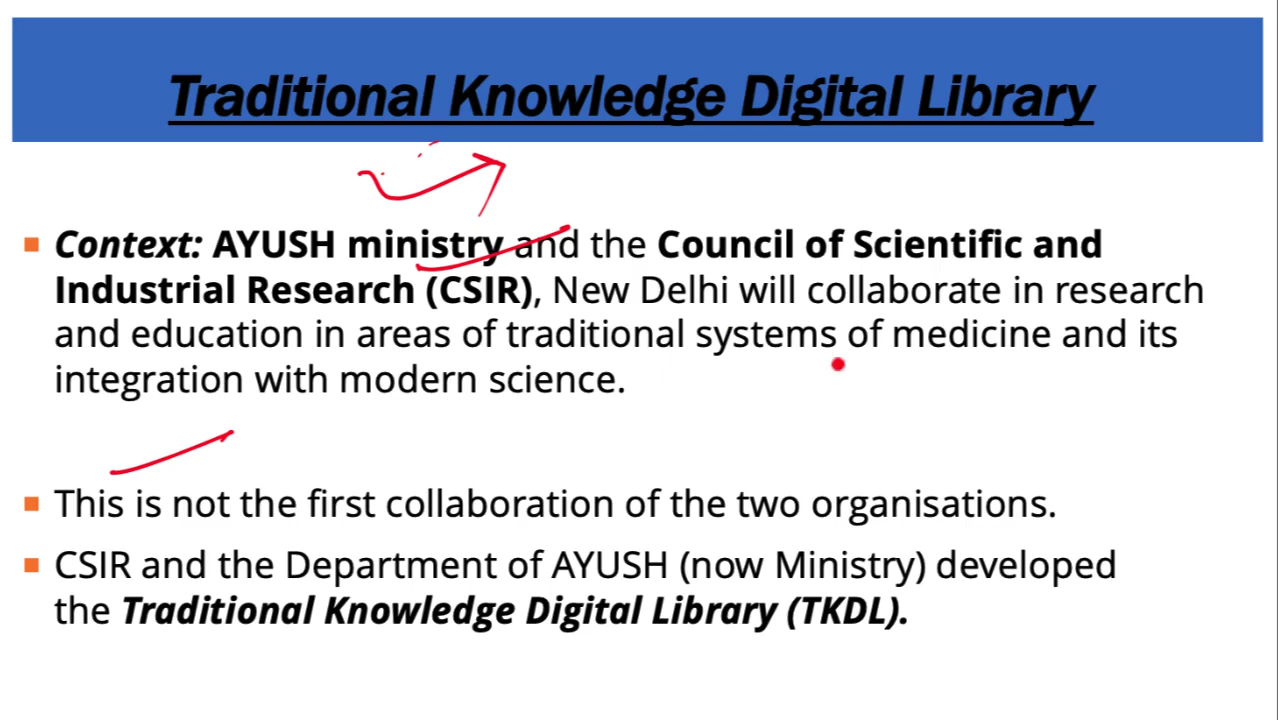 Traditional Knowledge Digital Library
Context: AYUSH ministry and the Council of Scientific and
Industrial Research (CSIR), New Delhi will collaborate in research
and education in areas of traditional systems of medicine and its
integration with modern science.
This is not the first collaboration of the two organisations.
CSIR and the Department of AYUSH (now Ministry) developed
the Traditional Knowledge Digital Library (TKDL).